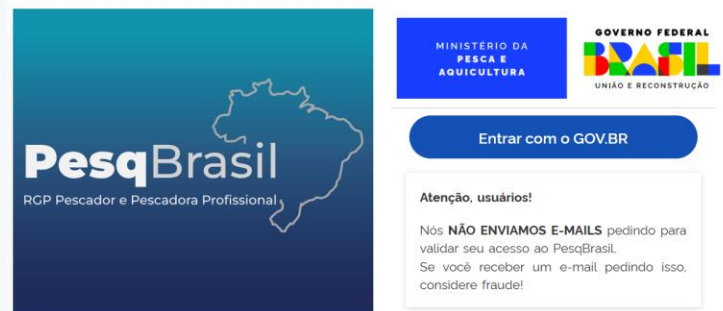 PesqBrasil
RGP Pescador e Pescadora Profissional
MINISTÉRIO DA
PESCA E
AQUICULTURA
GOVERNO FEDERAL
BRASIL
UNIÃO E RECONSTRUÇÃO
Entrar com o GOV.BR
Atenção, usuários!
Nós NÃO ENVIAMOS E-MAILS pedindo para
validar seu acesso ao PesqBrasil.
Se você receber um e-mail pedindo isso,
considere fraude!